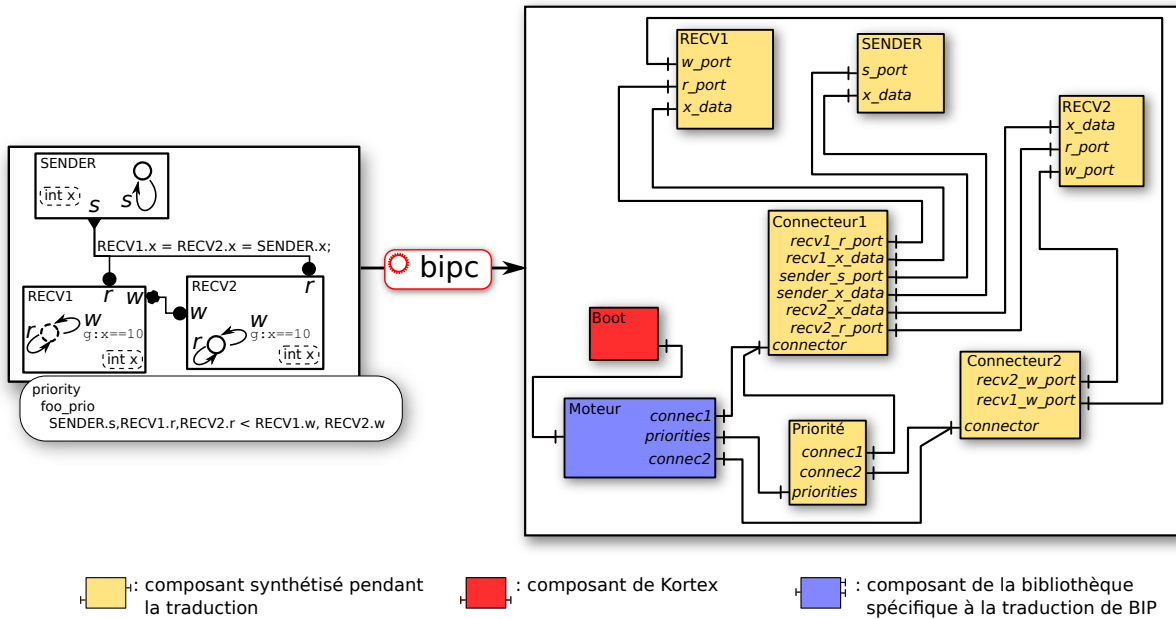 SENDER
int x
s
s
RECV1.x = RECV2.x = SENDER.x;
RECV1
r
w
r
w
g:x==10
int x
RECV2
r
w
w
r
g:x==10
int x
priority
foo_prio
SENDER.s,RECV1.r,RECV2.r < RECV1.w, RECV2.w
bipc
RECV1
w_port
r_port
x_data
SENDER
s_port
x_data
RECV2
x_data
r_port
w_port
Connecteur1
recv1_r_port
recv1_x_data
sender_s_port
sender_x_data
recv2_x_data
recv2_r_port
connector
Boot
Connecteur2
recv2_w_port
recv1_w_port
connector
Moteur
connec1
priorities
connec2
Priorité
connec1
connec2
priorities
: composant synthétisé pendant
la traduction
: composant de Kortex
: composant de la bibliothèque
spécifique à la traduction de BIP